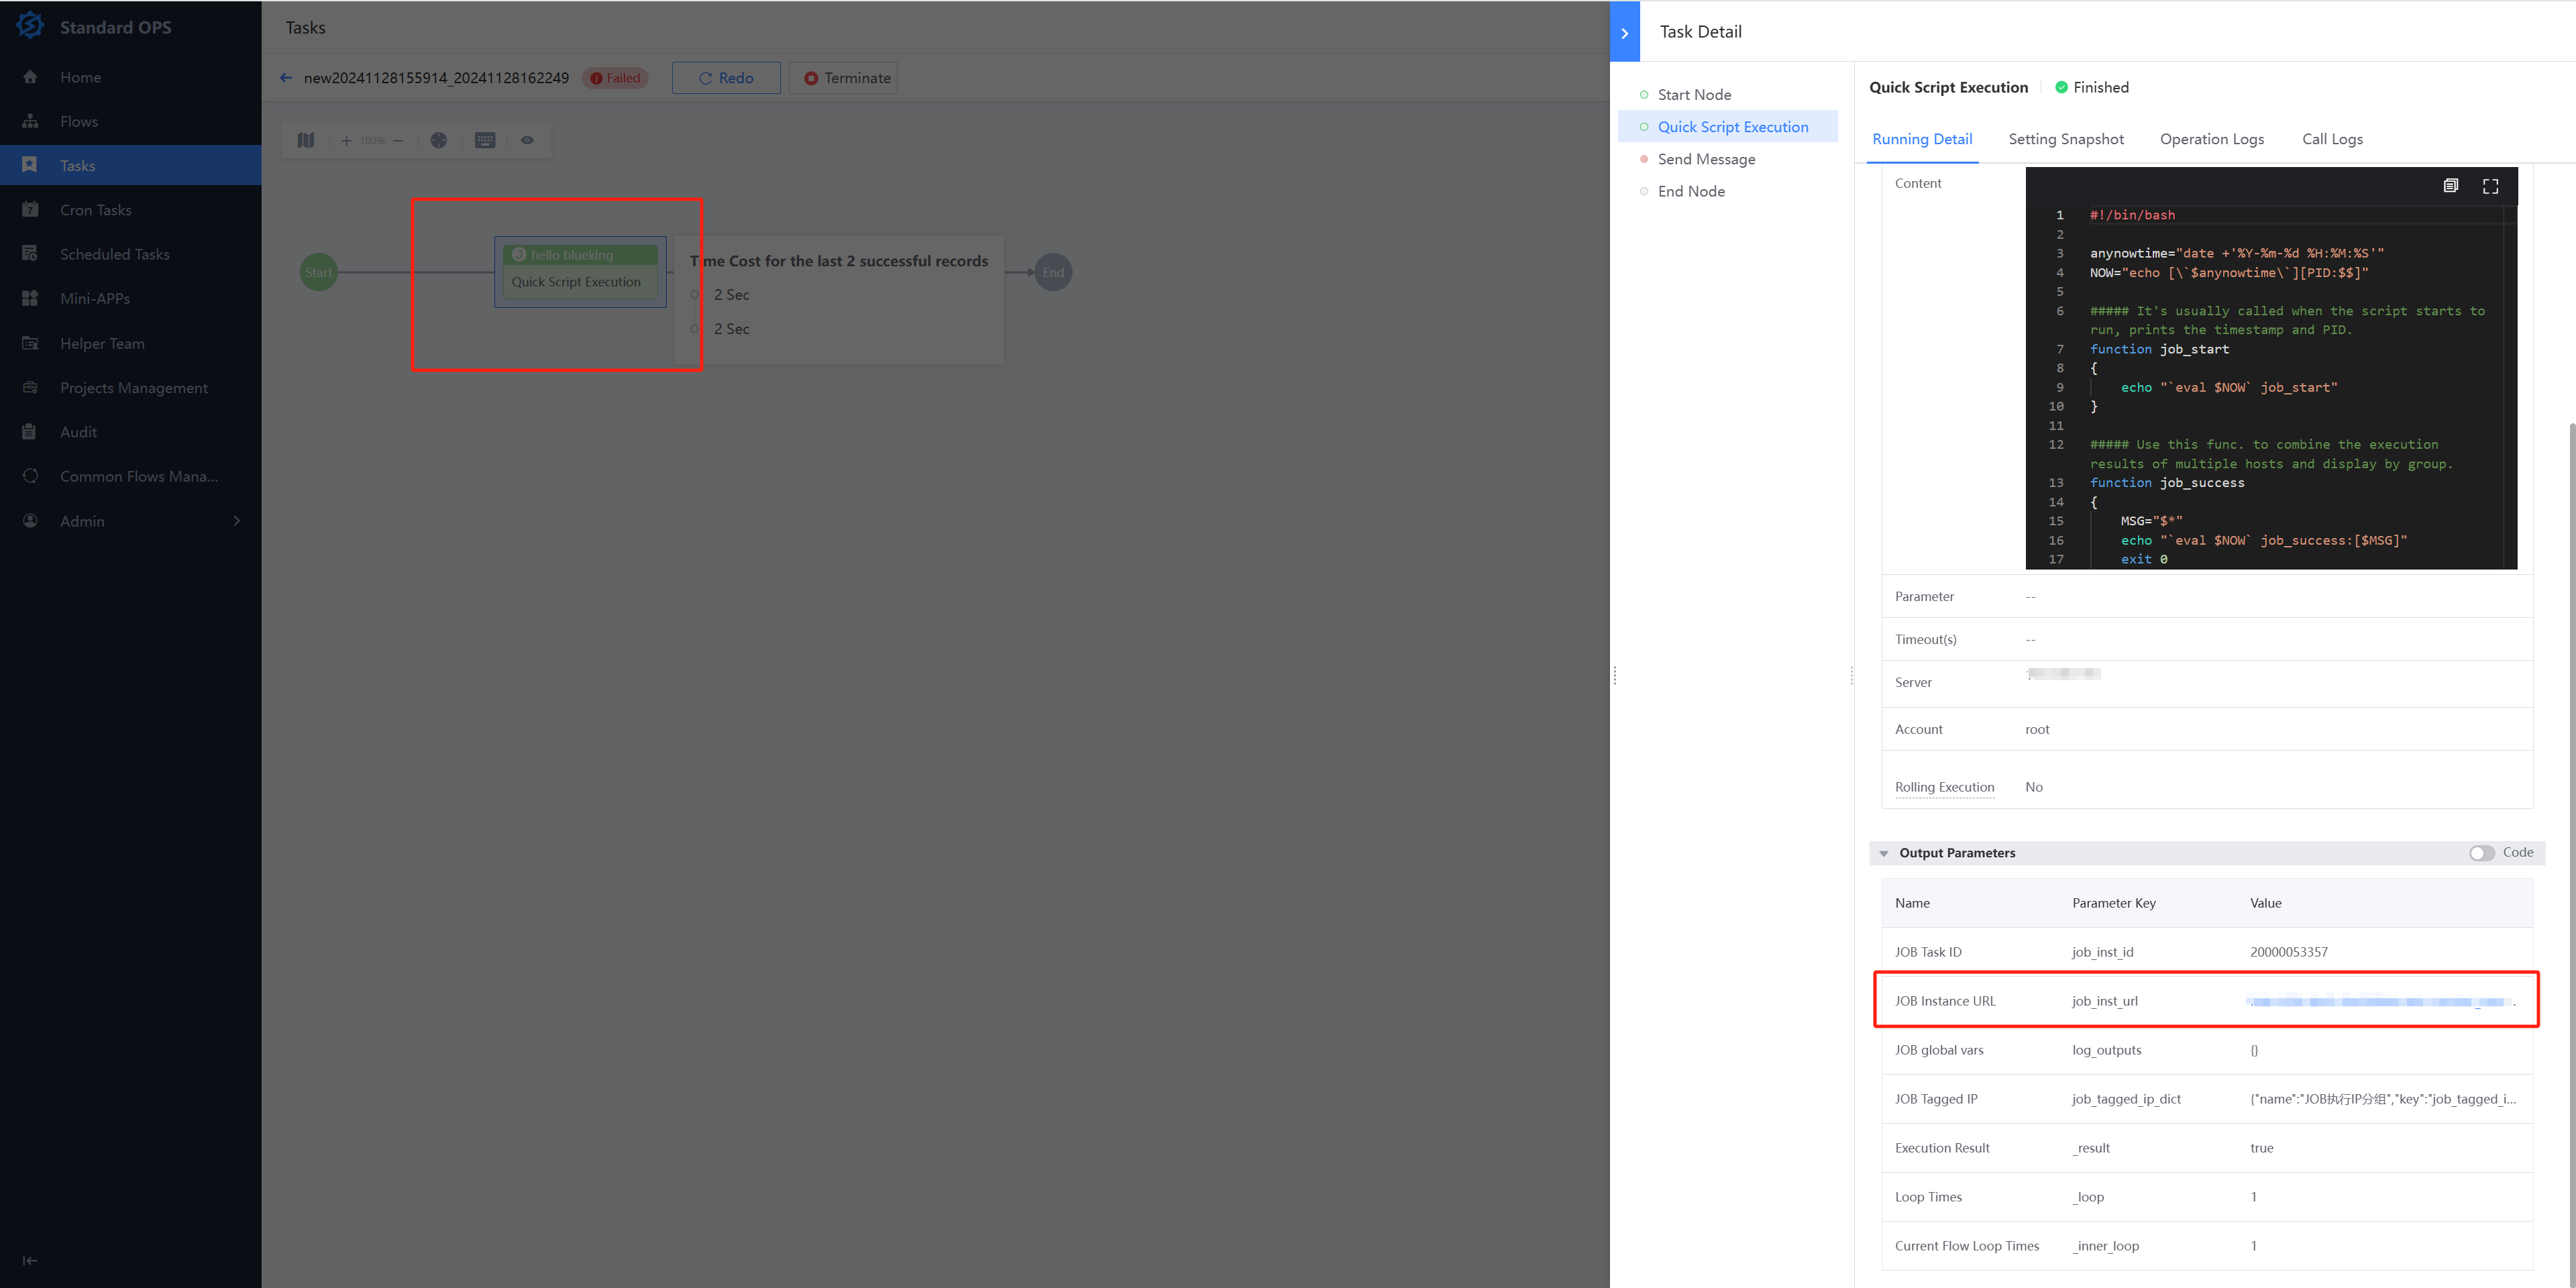 Standard OPS
Home
Flows
Tasks
Cron Tasks
Scheduled Tasks
Mini-APPs
Helper Team
Projects Management
Audit
Common Flows Mana...
Admin
Tasks
new20241128155914_20241128162249
Failed
Redo
Terminate
100%
Start
hello blueking
Quick Script Execution
Time Cost for the last 2 successful records
2 Sec
2 Sec
End
Task Detail
Start Node
Quick Script Execution
Send Message
End Node
Quick Script Execution
Finished
Running Detail
Setting Snapshot
Operation Logs
Call Logs
Content
1 #!/bin/bash
2
3 anynowtime="date +'%Y-%m-%d %H:%M:%S'"
4 NOW="echo [\`$anynowtime\`][PID:$$]"
5
6 ##### It's usually called when the script starts to
run, prints the timestamp and PID.
7 function job_start
8 {
9 echo "`eval $NOW` job_start"
10 }
11
12 ##### Use this func. to combine the execution
results of multiple hosts and display by group.
13 function job_success
14 {
15 MSG="$*"
16 echo "`eval $NOW` job_success:[$MSG]"
17 exit 0
Parameter --
Timeout(s) --
Server
Account root
Rolling Execution No
Output Parameters
Code
Name Parameter Key Value
JOB Task ID job_inst_id 20000053357
JOB Instance URL job_inst_url
JOB global vars log_outputs {}
JOB Tagged IP job_tagged_ip_dict {"name":"JOB执行IP分组","key":"job_tagged_i...
Execution Result _result true
Loop Times _loop 1
Current Flow Loop Times _inner_loop 1